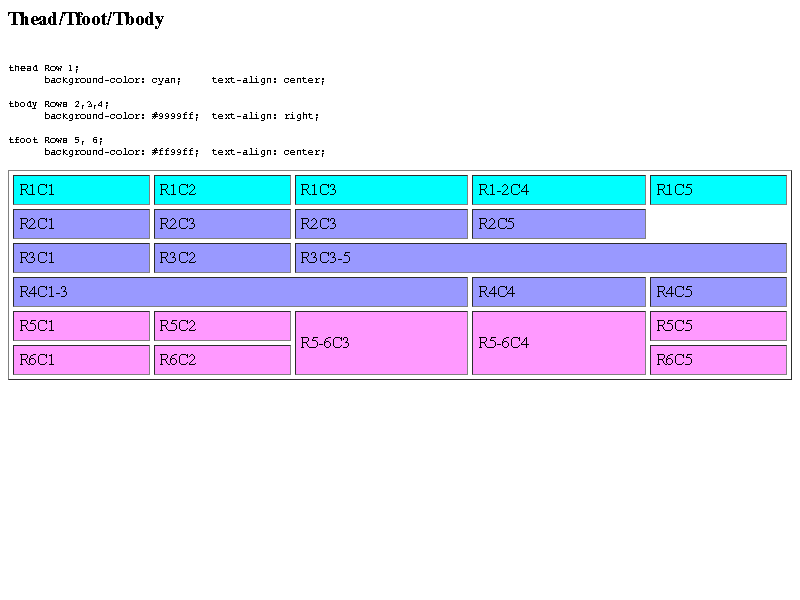 Thead/Tfoot/Tbody
thead Row 1;
background-color: cyan; text-align: center;
tbody Rows 2,3,4;
background-color: #9999ff; text-align: right;
tfoot Rows 5, 6;
background-color: #ff99ff; text-align: center;
R1C1 R1C2 R1C3 R1-2C4 R1C5
R2C1 R2C3 R2C3 R2C5
R3C1 R3C2 R3C3-5
R4C1-3 R4C4 R4C5
R5C1 R5C2 R5-6C3 R5-6C4 R5C5
R6C1 R6C2 R6C5